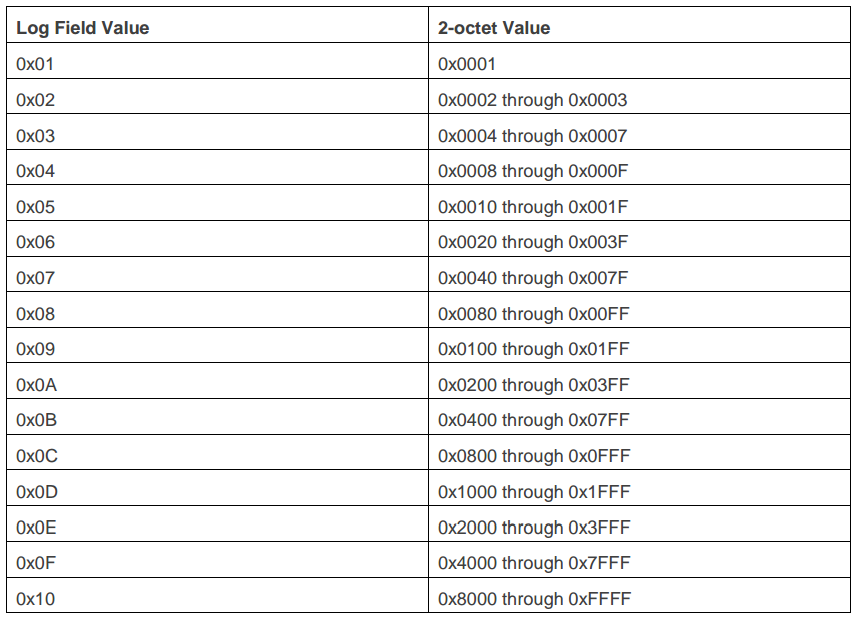 Log Field Value 2-octet Value
0x01 0x0001
0x02 0x0002 through 0x0003
0x03 0x0004 through 0x0007
0x04 0x0008 through 0x000F
0x05 0x0010 through 0x001F
0x06 0x0020 through 0x003F
0x07 0x0040 through 0x007F
0x08 0x0080 through 0x00FF
0x09 0x0100 through 0x01FF
0x0A 0x0200 through 0x03FF
0x0B 0x0400 through 0x07FF
0x0C 0x0800 through 0x0FFF
0x0D 0x1000 through 0x1FFF
0x0E 0x2000 through 0x3FFF
0x0F 0x4000 through 0x7FFF
0x10 0x8000 through 0xFFFF